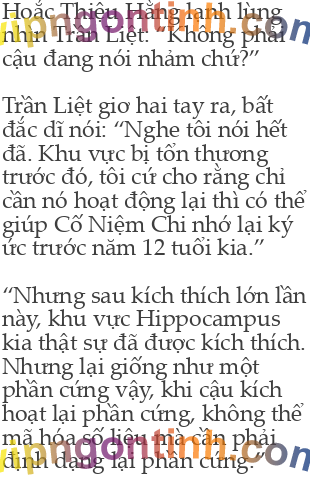 Hoắc Thiệu Hằng lạnh lùng
nhìn Trần Liệt: “Không phải
cậu đang nói nhảm chứ?”
Trần Liệt giơ hai tay ra, bất
đắc dĩ nói: “Nghe tôi nói hết
đã. Khu vực bị tổn thương
trước đó, tôi cứ cho rằng chỉ
cần nó hoạt động lại thì có thể
giúp Cố Niệm Chi nhớ lại ký
ức trước năm 12 tuổi kia.”
“Nhưng sau kích thích lớn lần
này, khu vực Hippocampus
kia thật sự đã được kích thích.
Nhưng lại giống như một
phần cứng vậy, khi cậu kích
hoạt lại phần cứng, không thể
mã hóa số liệu mà cần phải
định dạng lại phần cứng.”
vipngontinh.com
vipngontinh.com